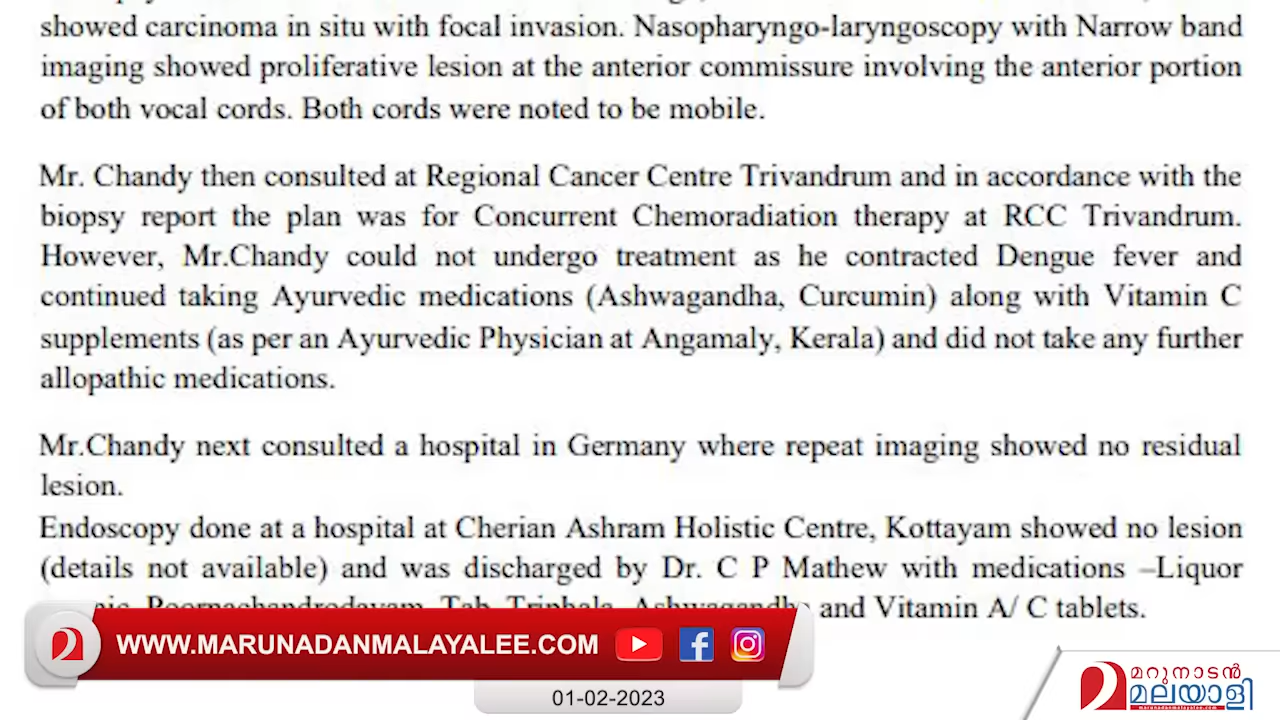 showed carcinoma in situ with focal invasion. Nasopharyngo-laryngoscopy with Narrow band
imaging showed proliferative lesion at the anterior commissure involving the anterior portion
of both vocal cords. Both cords were noted to be mobile.
Mr. Chandy then consulted at Regional Cancer Centre Trivandrum and in accordance with the
biopsy report the plan was for Concurrent Chemoradiation therapy at RCC Trivandrum.
However, Mr.Chandy could not undergo treatment as he contracted Dengue fever and
continued taking Ayurvedic medications (Ashwagandha, Curcumin) along with Vitamin C
supplements (as per an Ayurvedic Physician at Angamaly, Kerala) and did not take any further
allopathic medications.
Mr.Chandy next consulted a hospital in Germany where repeat imaging showed no residual
lesion.
Endoscopy done at a hospital at Cherian Ashram Holistic Centre, Kottayam showed no lesion
(details not available) and was discharged by Dr. C P Mathew with medications –Liquor
Tab. Triphala, Ashwagandha and Vitamin A/ C tablets.
WWW.MARUNADANMALAYALEE.COM
01-02-2023
മറുനാടൻ
മലയാളി
marunadanmalayalee.com